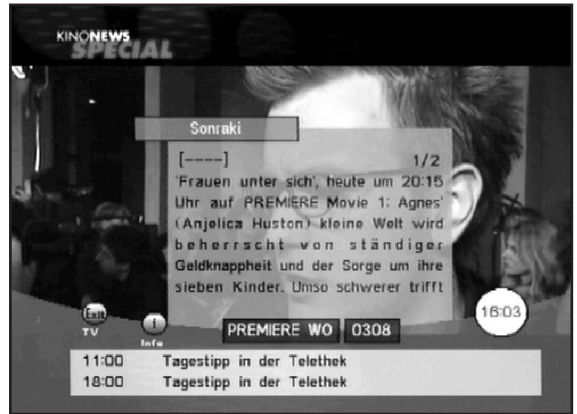 KINONEWS
SPECIAL
Sonraki
[----] 1/2
'Frauen unter sich', heute um 20:15
Uhr auf PREMIERE Movie 1: Agnes'
(Anjelica Huston) kleine Welt wird
beherrscht von ständiger
Geldknappheit und der Sorge um ihre
sieben Kinder. Umso schwerer trifft
16:03
Exit
TV
i
Info
PREMIERE WO 0308
11:00 Tagestipp in der Telethek
18:00 Tagestipp in der Telethek